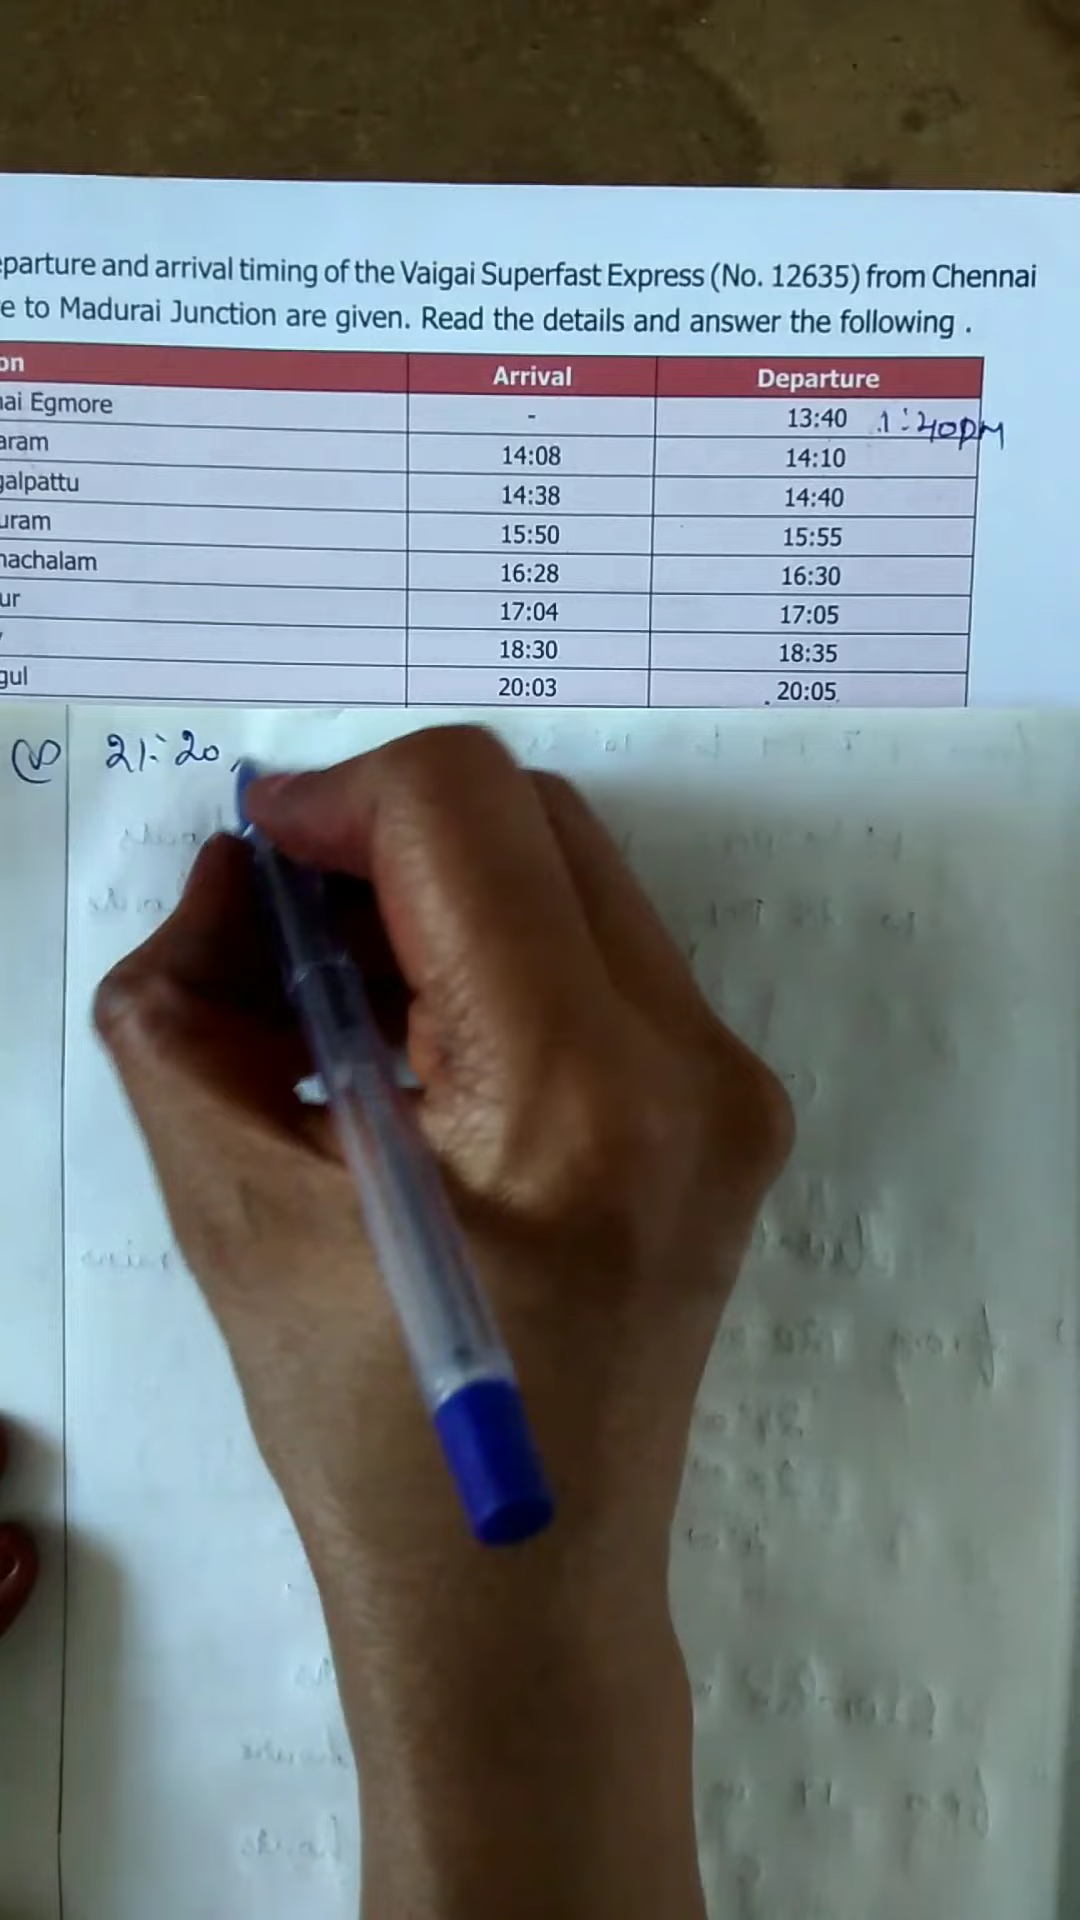 parture and arrival timing of the Vaigai Superfast Express (No. 12635) from Chennai
e to Madurai Junction are given. Read the details and answer the following .
on Arrival Departure
ai Egmore - 13:40 1:40pM
aram 14:08 14:10
galpattu 14:38 14:40
uram 15:50 15:55
hachalam 16:28 16:30
ur 17:04 17:05
18:30 18:35
gul 20:03 20:05
21:20